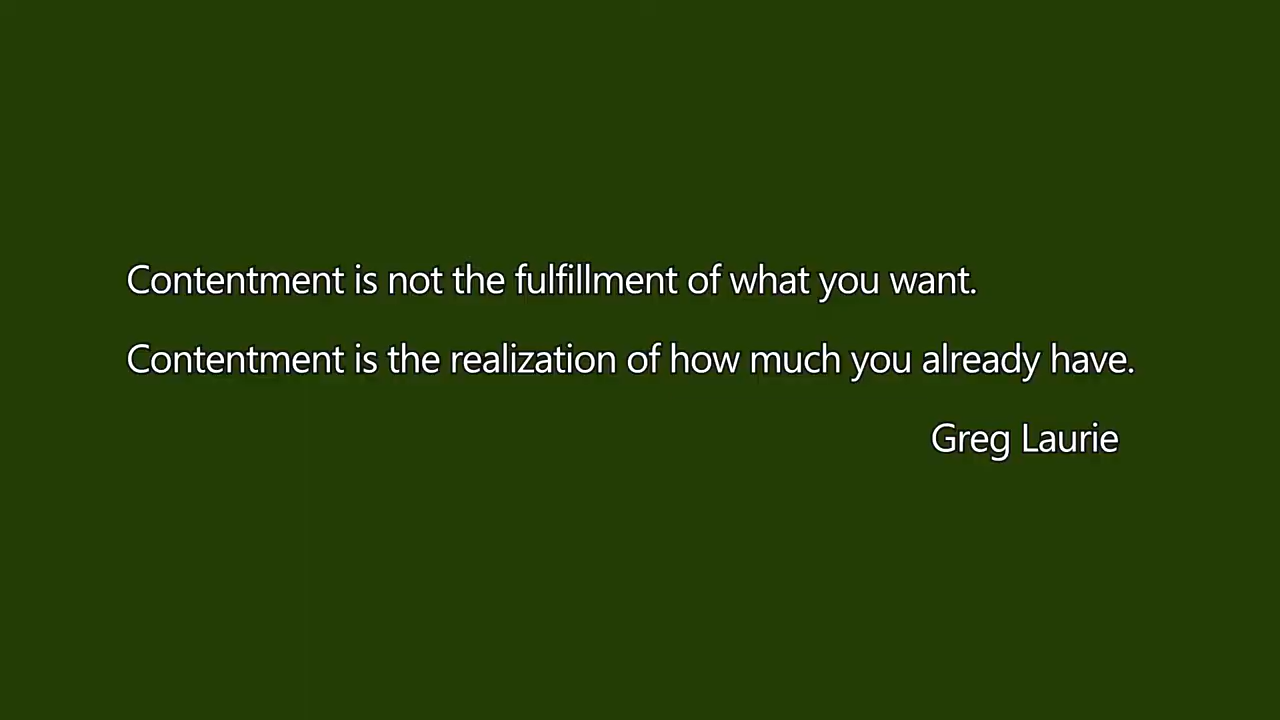 Contentment is not the fulfillment of what you want.
Contentment is the realization of how much you already have.
Greg Laurie